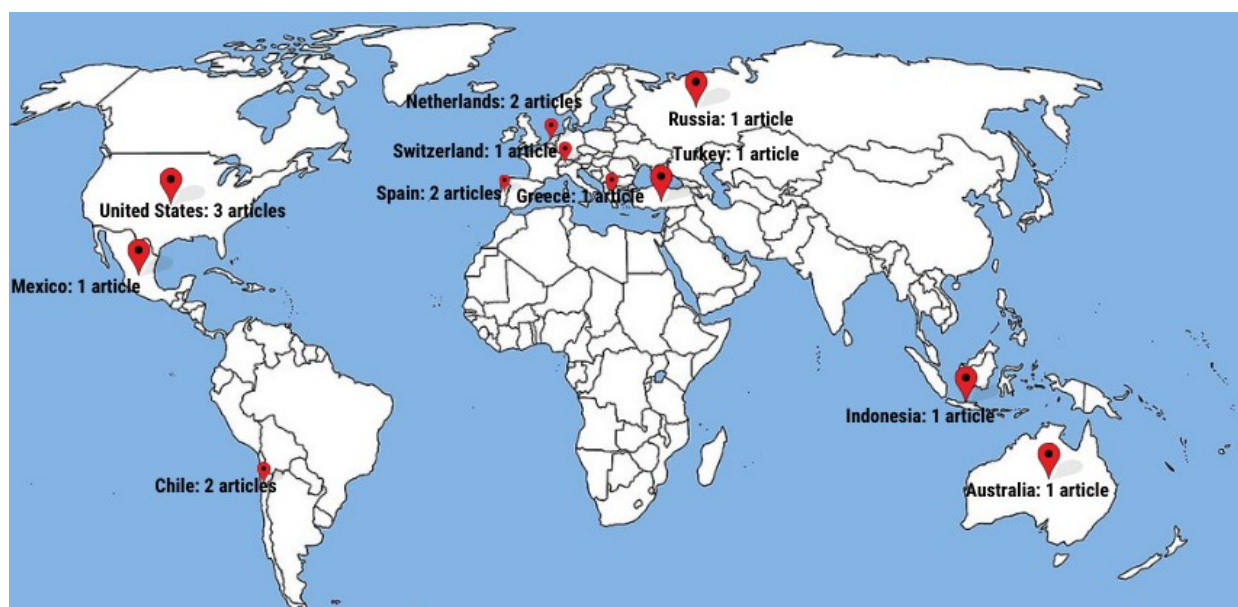 Netherlands: 2 articles
Russia: 1 article
Switzerland: 1 article
Turkey: 1 article
Spain: 2 articles
Greece: 1 article
United States: 3 articles
Mexico: 1 article
Indonesia: 1 article
Chile: 2 articles
Australia: 1 article